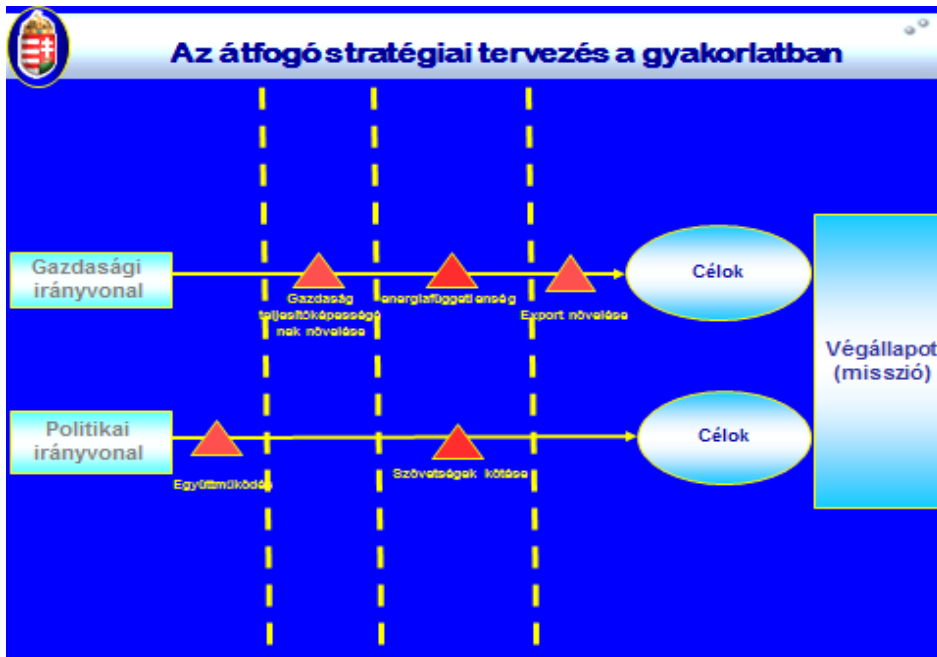 Az átfogó stratégiai tervezés a gyakorlatban
Gazdasági
irányvonal
Gazdaság
teljesítőképességé
nek növelése
energiafüggetlenség
Export növelése
Célok
Végállapot
(misszió)
Politikai
irányvonal
Együttműködés
Szövetségek kötése
Célok